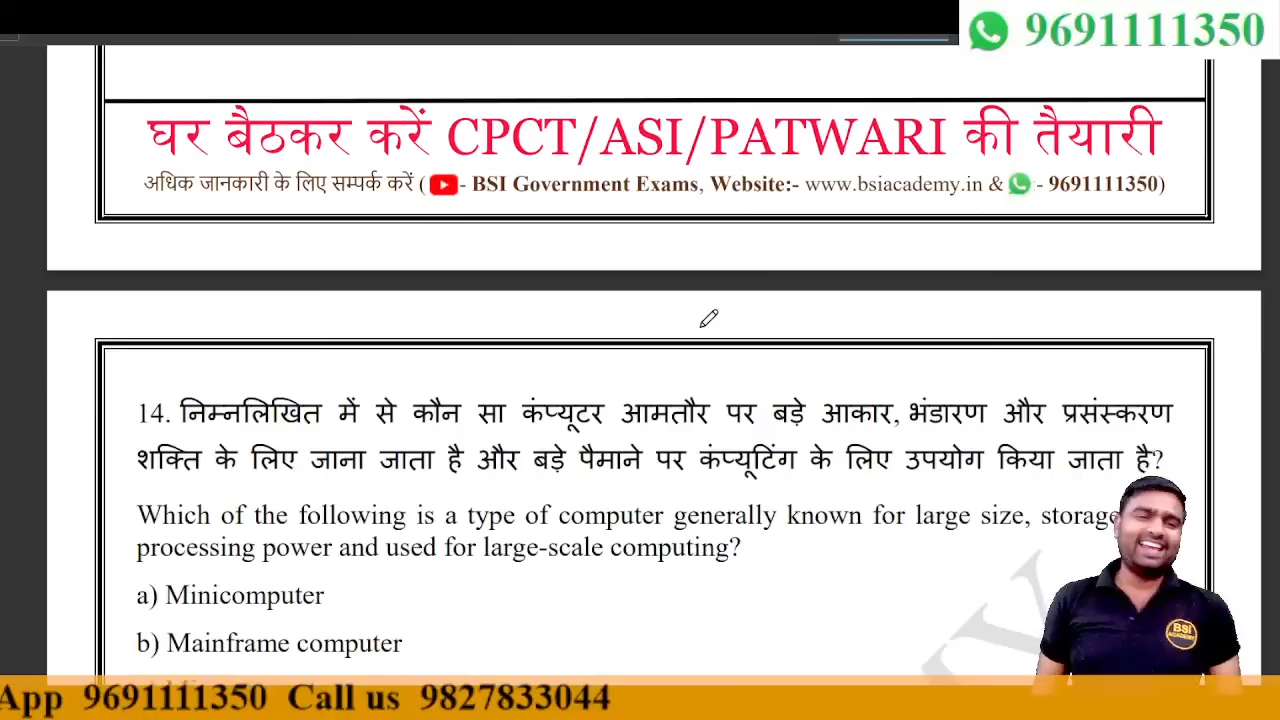 9691111350
घर बैठकर करें CPCT/ASI/PATWARI की तैयारी
अधिक जानकारी के लिए सम्पर्क करें ( - BSI Government Exams, Website:- www.bsiacademy.in & - 9691111350)
14. निम्नलिखित में से कौन सा कंप्यूटर आमतौर पर बड़े आकार, भंडारण और प्रसंस्करण
शक्ति के लिए जाना जाता है और बड़े पैमाने पर कंप्यूटिंग के लिए उपयोग किया जाता है?
Which of the following is a type of computer generally known for large size, storage
processing power and used for large-scale computing?
a) Minicomputer
b) Mainframe computer
BSI
ACADEMY
App 9691111350 Call us 9827833044